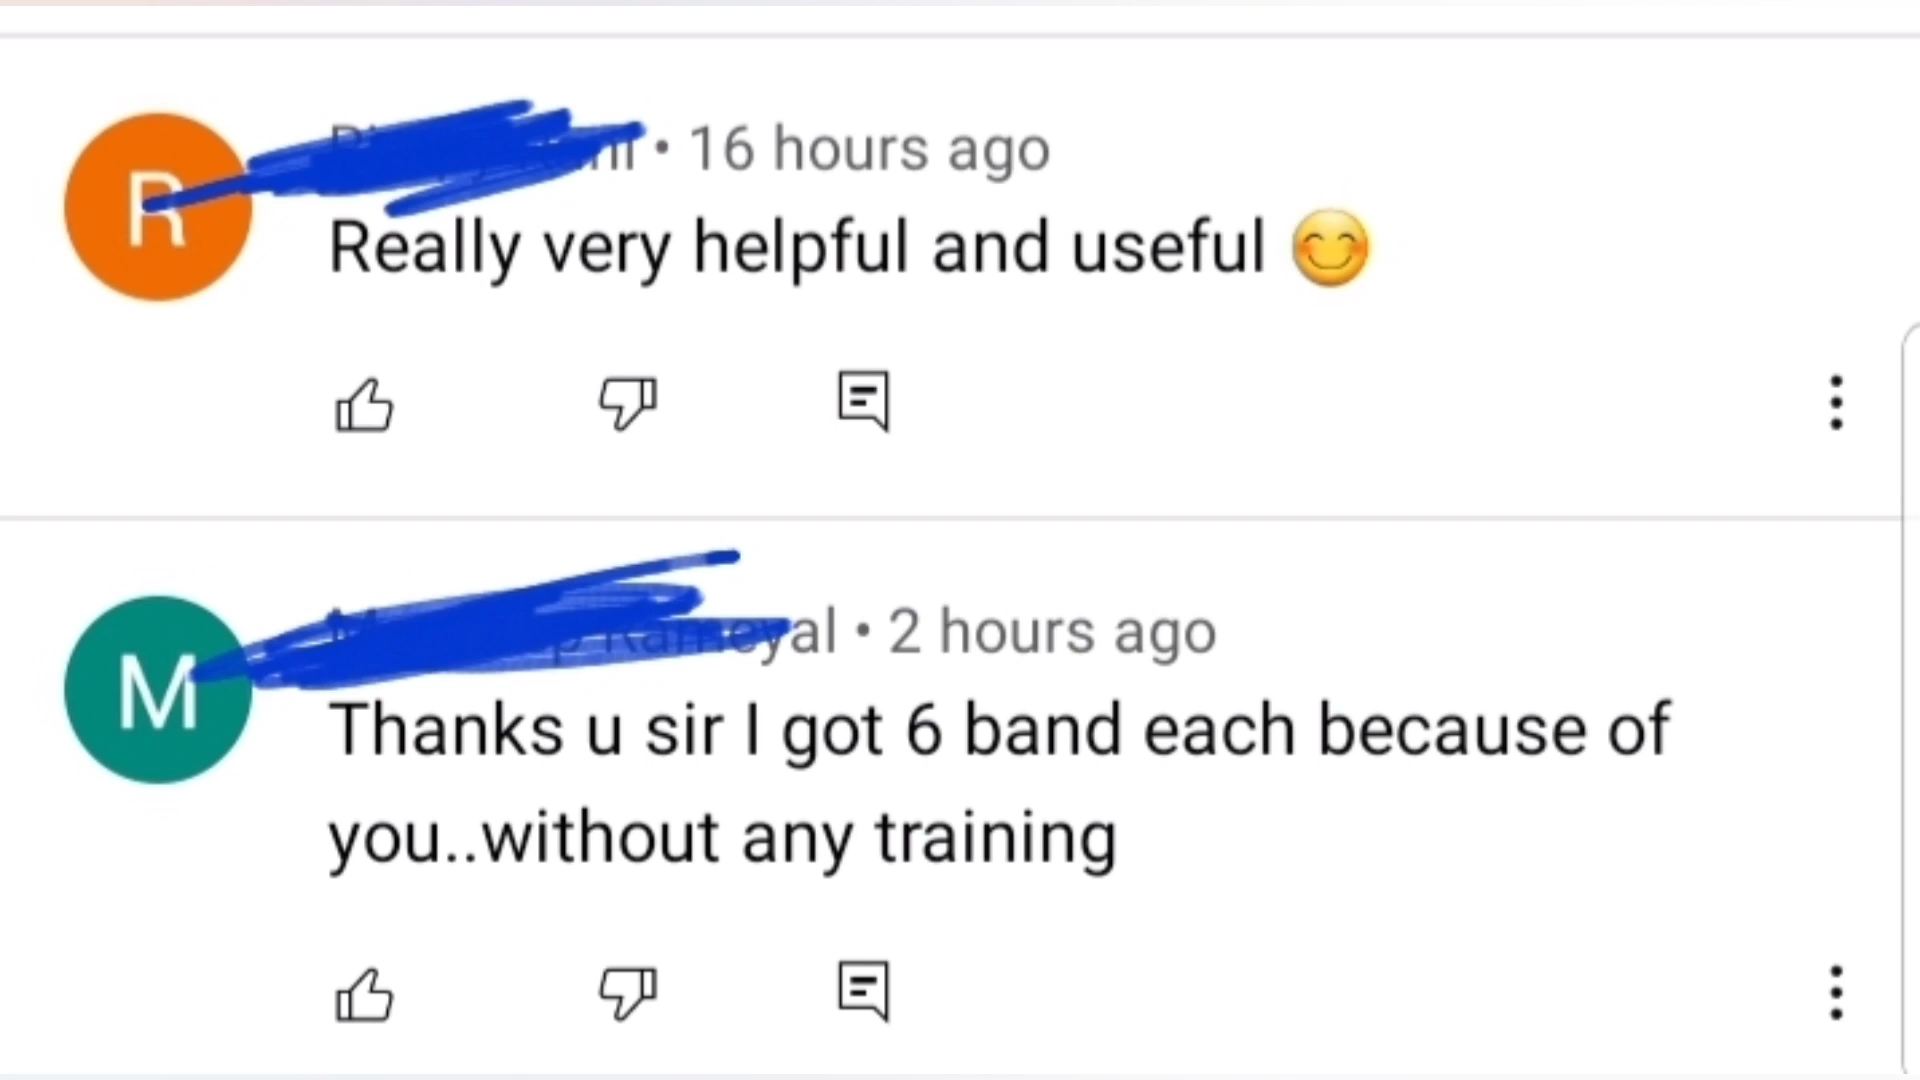 R
• 16 hours ago
Really very helpful and useful 😊
M
• 2 hours ago
Thanks u sir I got 6 band each because of
you..without any training